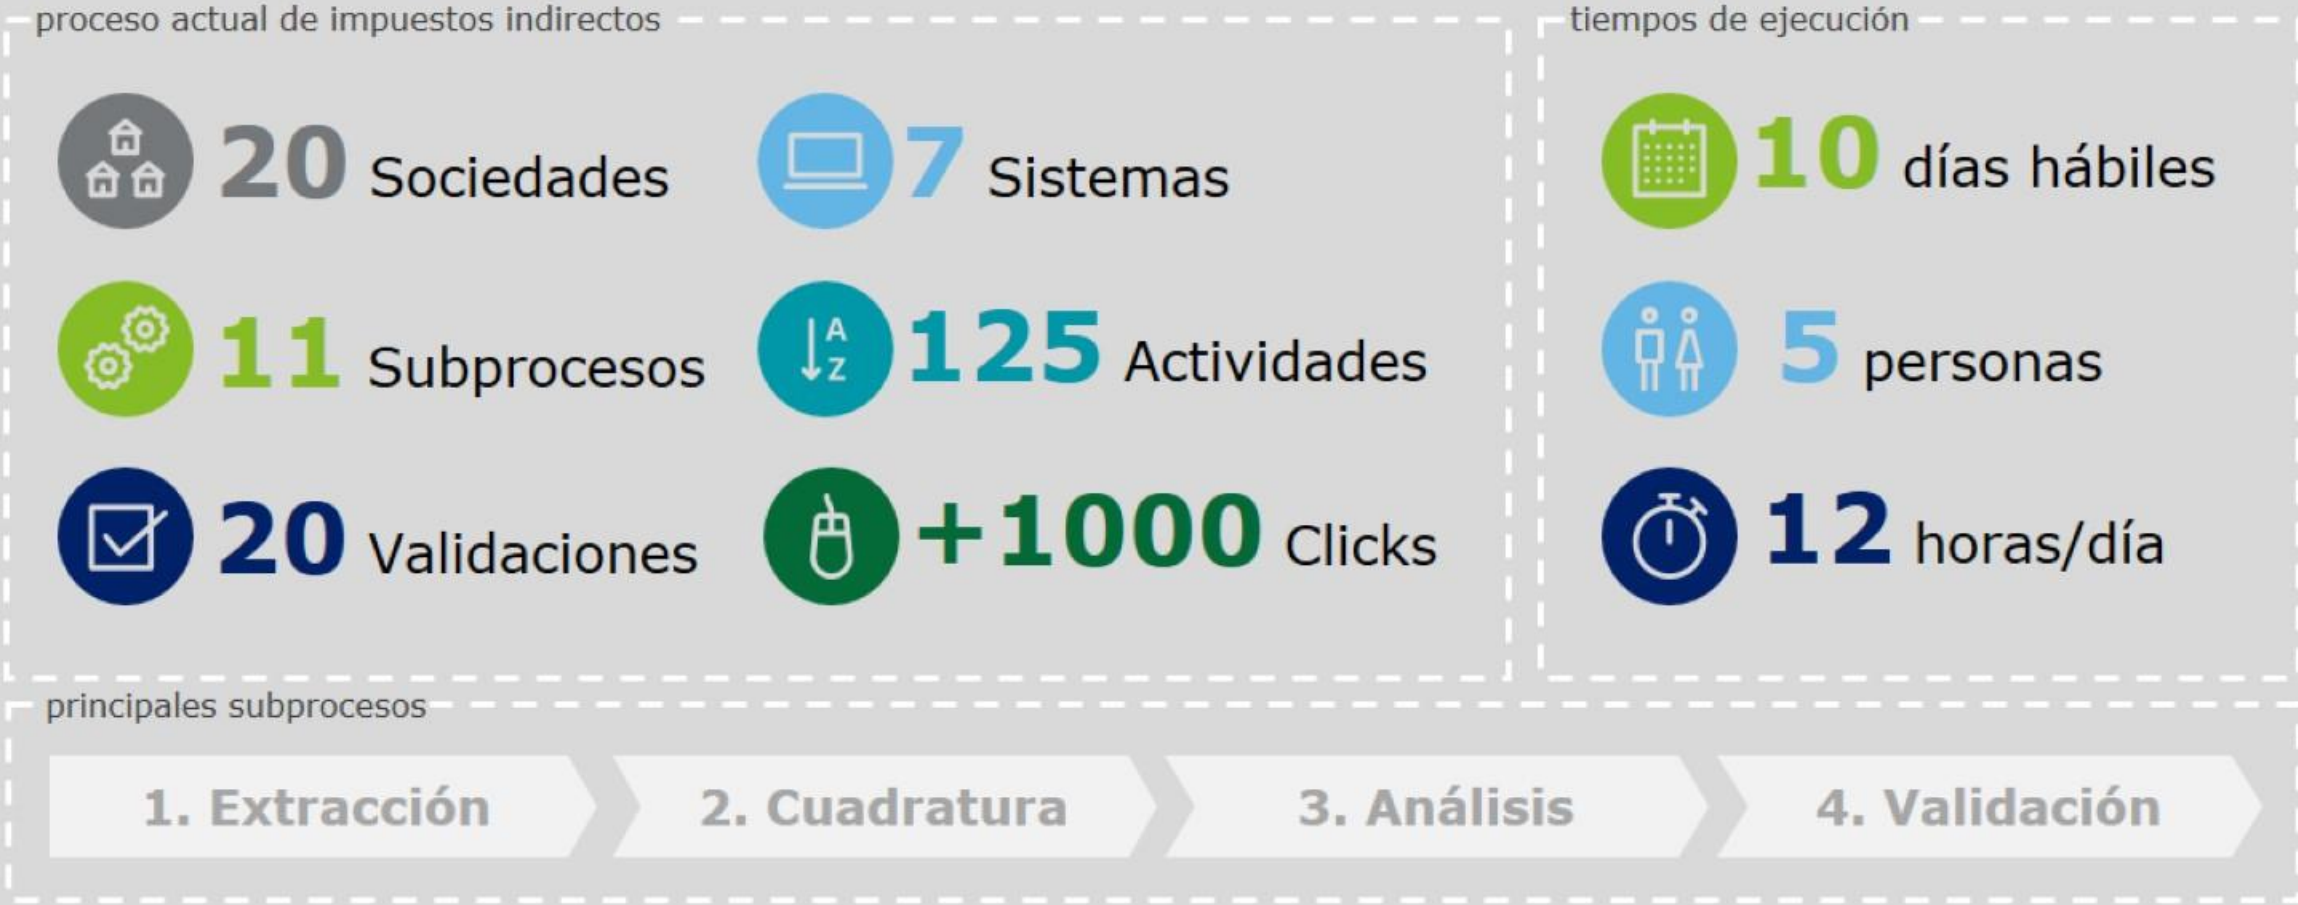 proceso actual de impuestos indirectos
20 Sociedades
7 Sistemas
11 Subprocesos
A
Z
125 Actividades
20 Validaciones
+1000 Clicks
tiempos de ejecución
10 días hábiles
5 personas
12 horas/día
principales subprocesos
1. Extracción
2. Cuadratura
3. Análisis
4. Validación